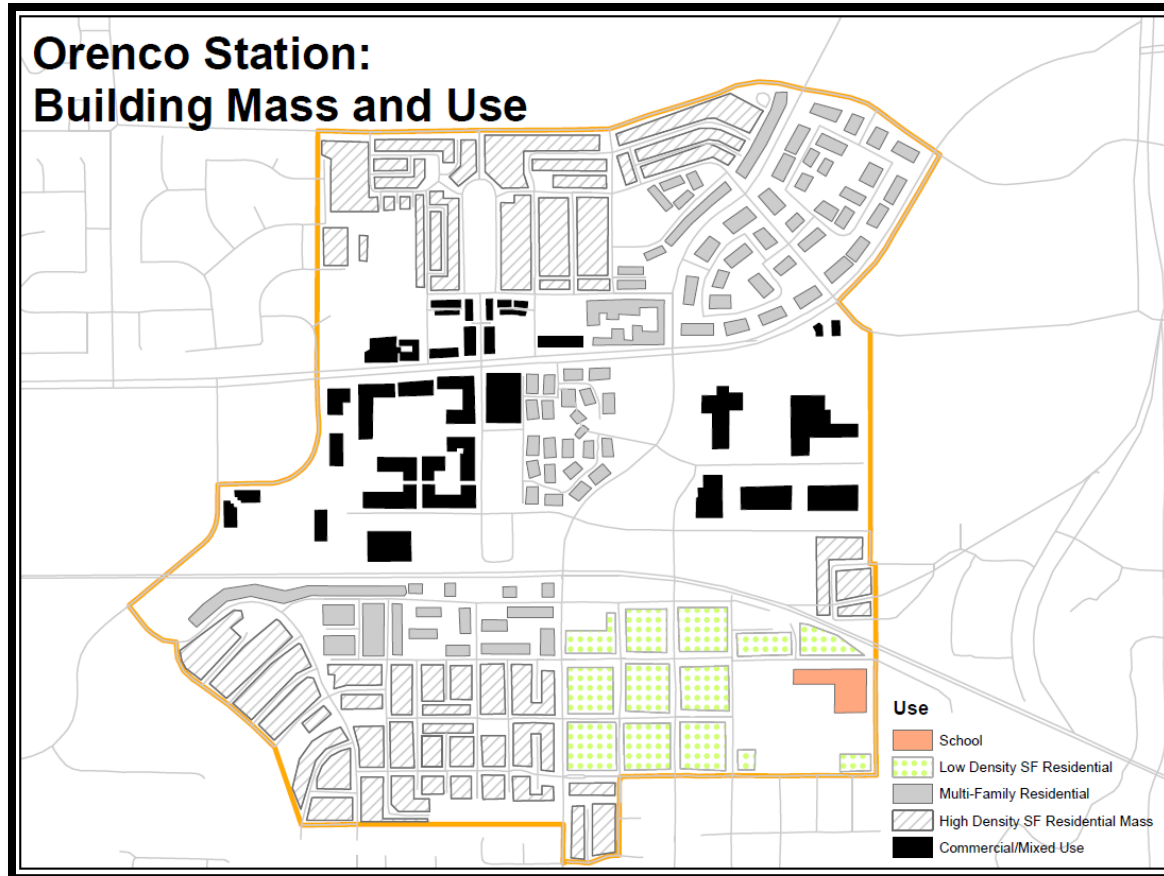 Orenco Station:
Building Mass and Use
Use
School
Low Density SF Residential
Multi-Family Residential
High Density SF Residential Mass
Commercial/Mixed Use